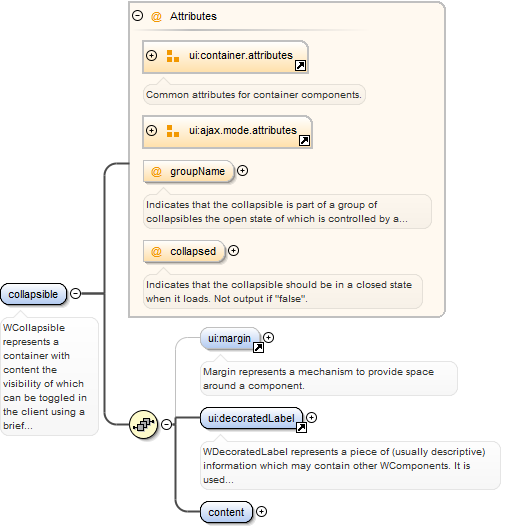 @ Attributes
ui:container.attributes
Common attributes for container components.
ui:ajax.mode.attributes
@ groupName
Indicates that the collapsible is part of a group of
collapsibles the open state of which is controlled by a...
@ collapsed
Indicates that the collapsible should be in a closed state
when it loads. Not output if "false".
collapsible
WCollapsible
represents a
container with
content the
visibility of which
can be toggled
in the client using a
brief...
ui:margin
Margin represents a mechanism to provide space
around a component.
ui:decoratedLabel
WDecoratedLabel represents a piece of (usually descriptive)
information which may contain other WComponents. It is
used...
content